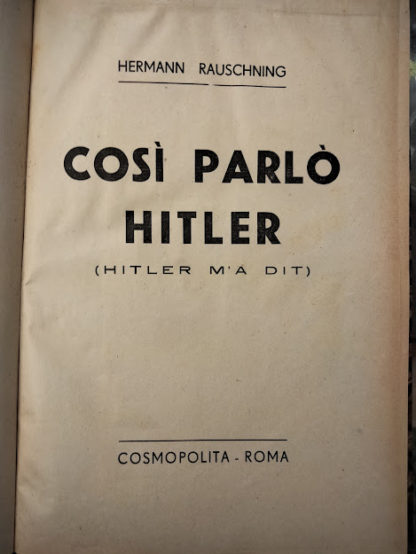 HERMANN RAUSCHNING
COSÌ PARLÒ
HITLER
(HITLER M'A DIT)
COSMOPOLITA - ROMA